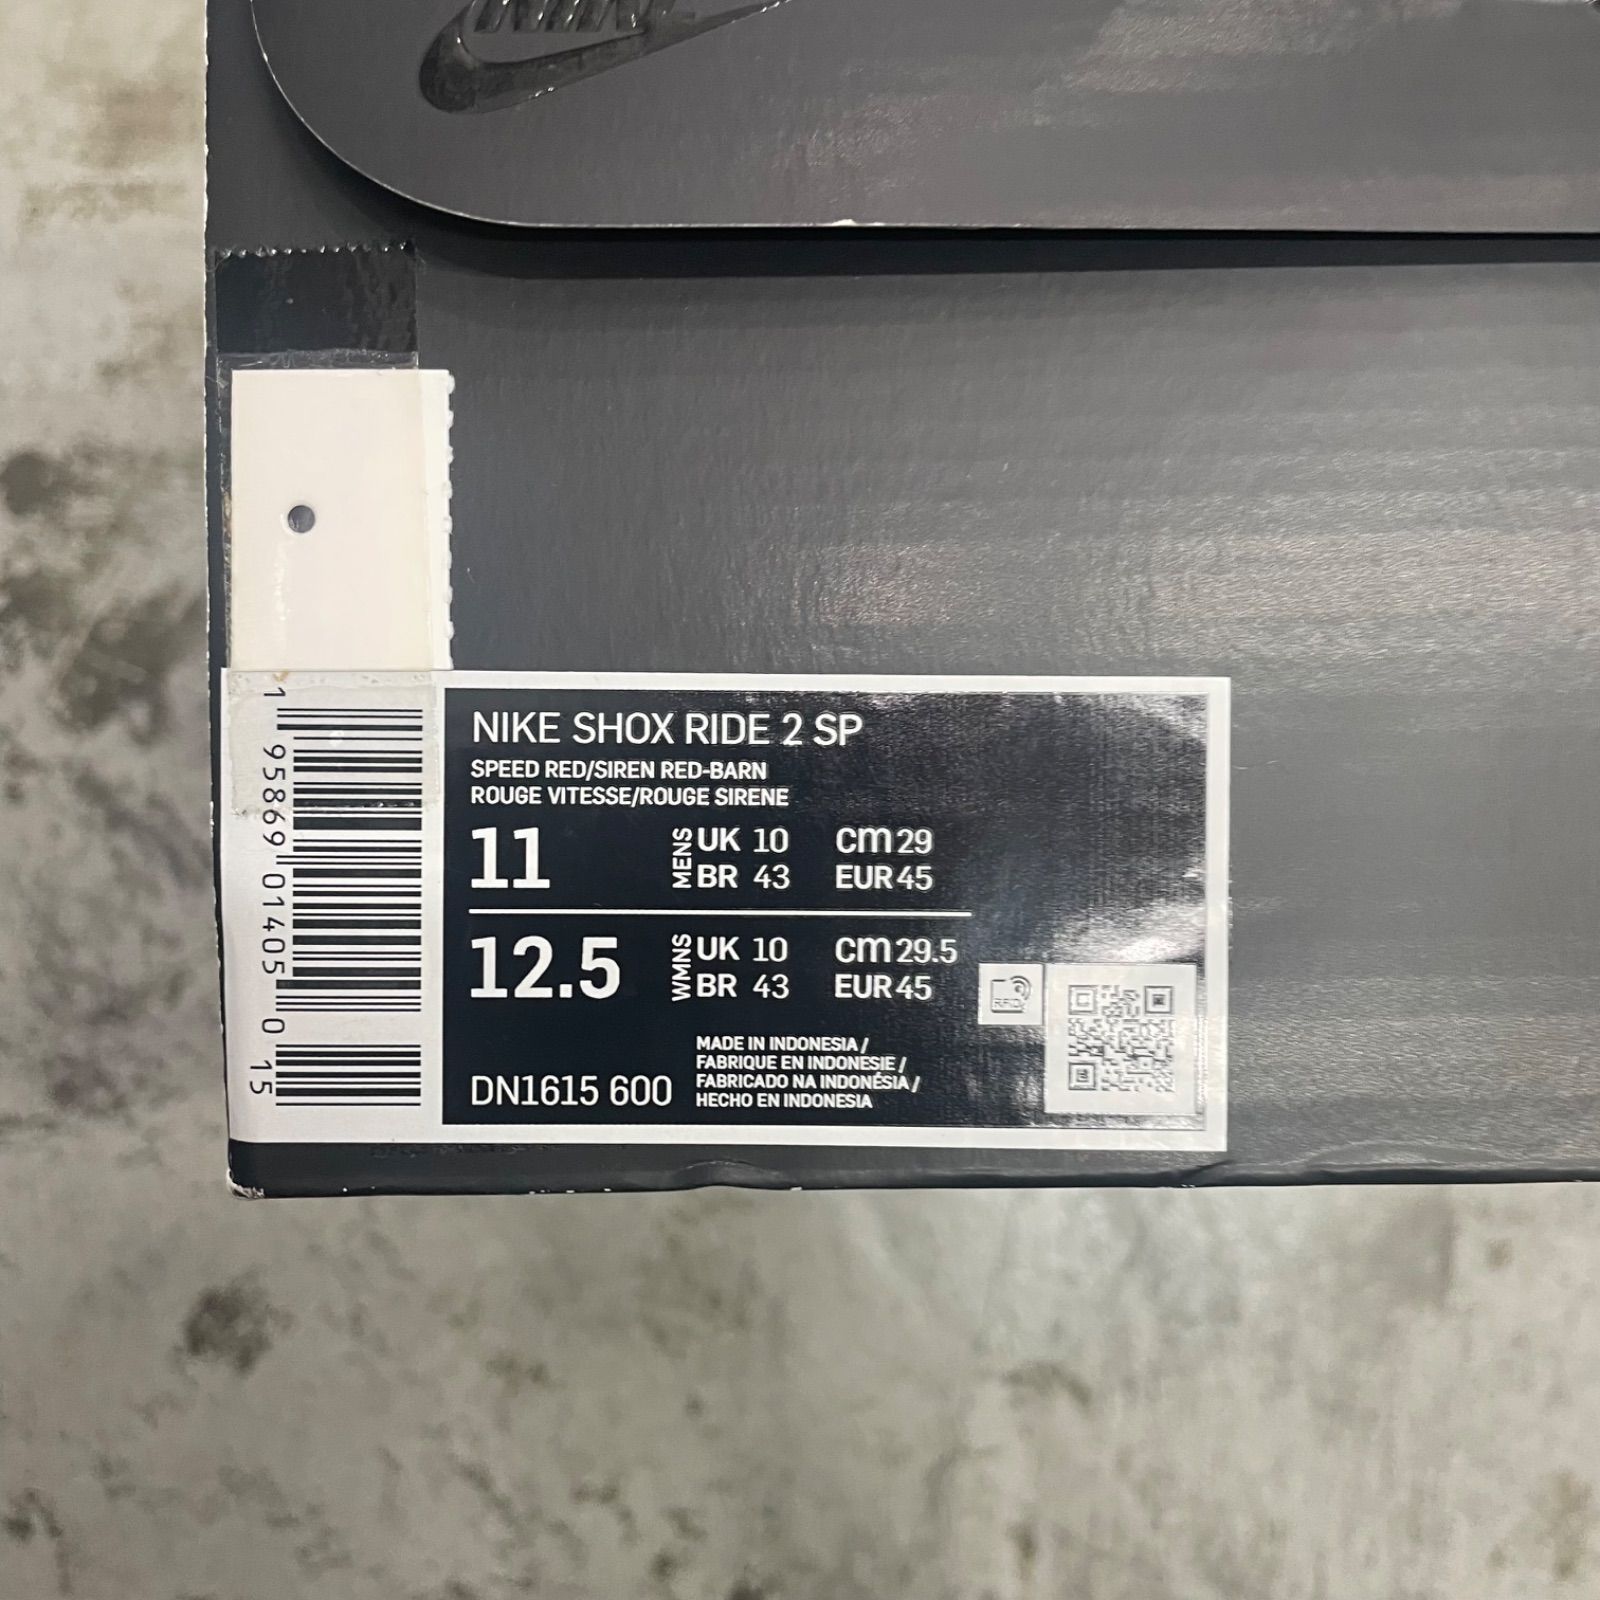 NIKE
NIKE SHOX RIDE 2 SP
SPEED RED/SIREN RED-BARN
ROUGE VITESSE/ROUGE SIRENE
11 MENS UK 10 cm 29
BR 43 EUR 45
12.5 WMNS UK 10 cm 29.5
BR 43 EUR 45
RFID
MADE IN INDONESIA /
FABRIQUE EN INDONESIE /
FABRICADO NA INDONÉSIA /
HECHO EN INDONESIA
DN1615 600
1 95869 01405 0 15